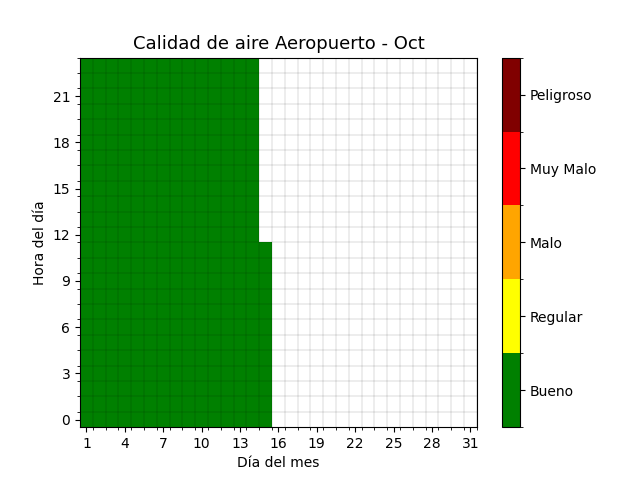 Calidad de aire Aeropuerto - Oct
Hora del día
21
18
15
12
9
6
3
0
1 4 7 10 13 16 19 22 25 28 31
Día del mes
Peligroso
Muy Malo
Malo
Regular
Bueno